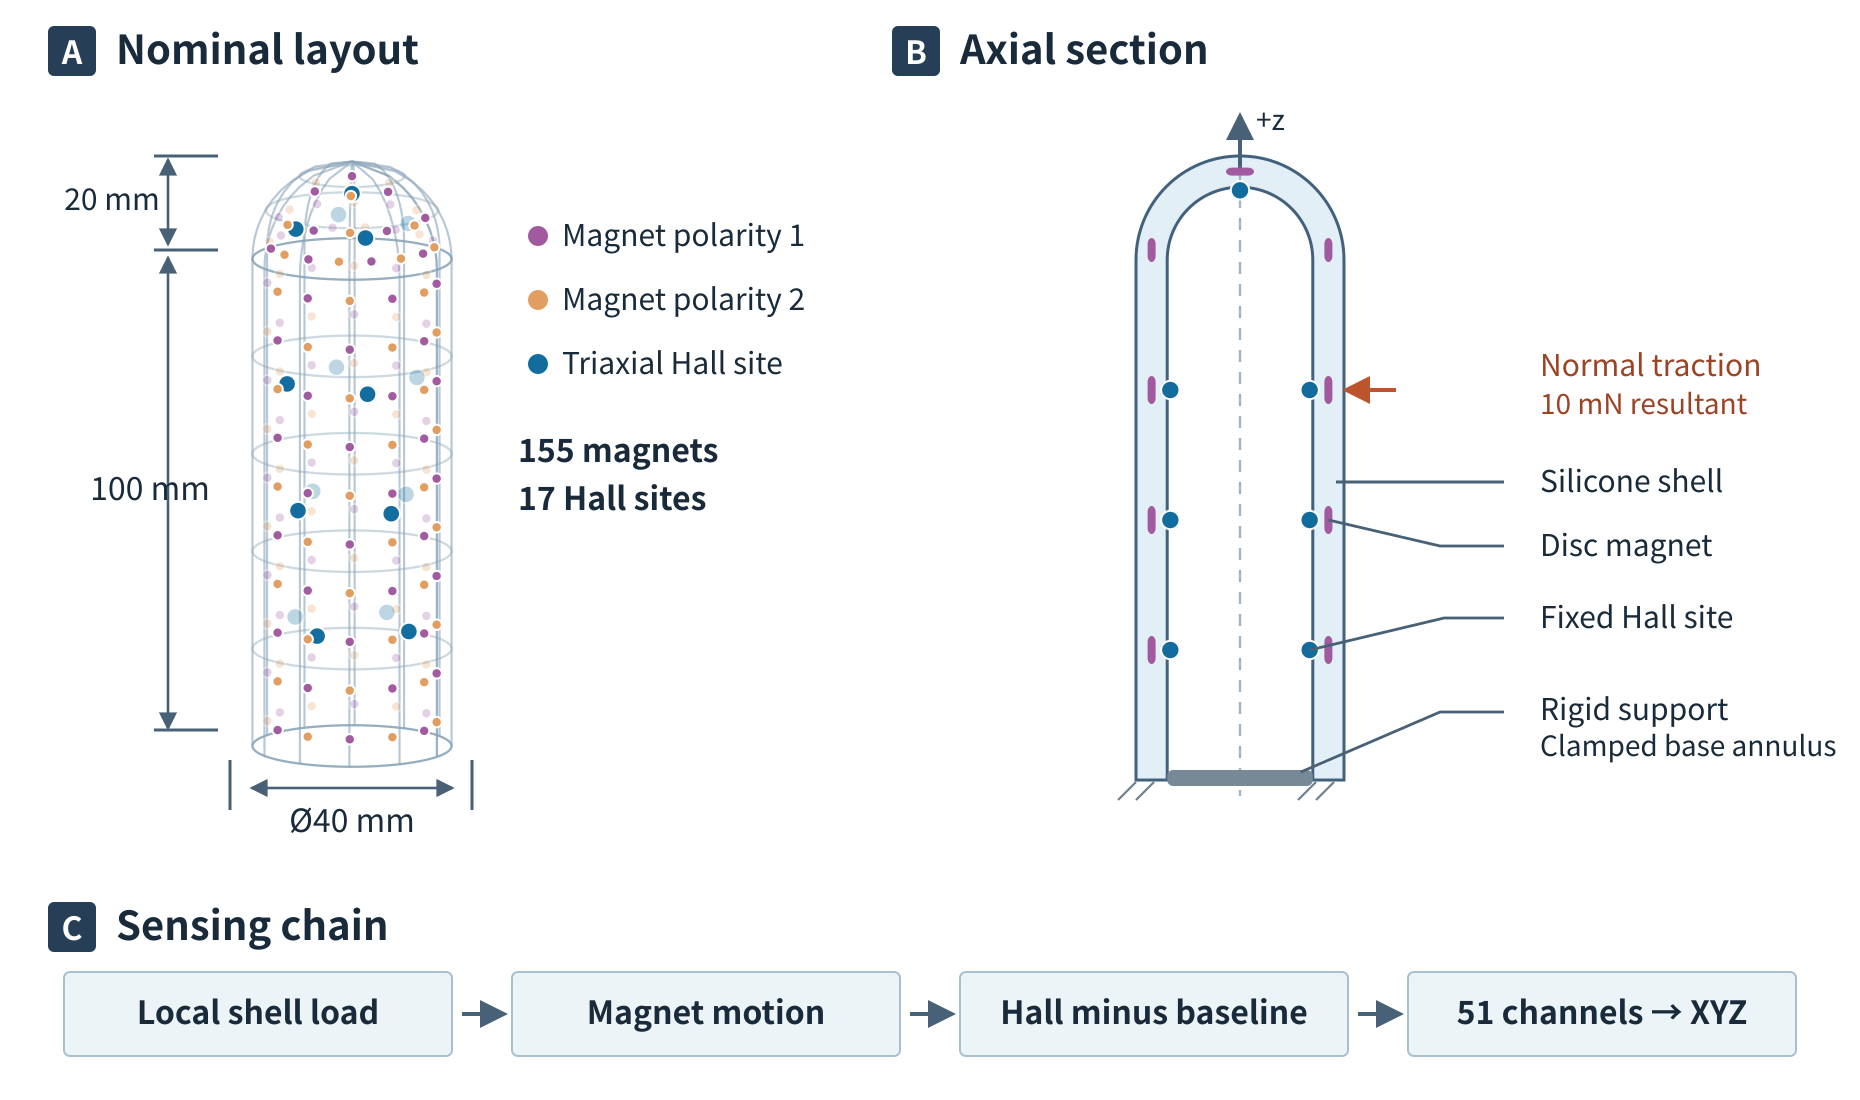 A Nominal layout
20 mm
100 mm
Ø40 mm
Magnet polarity 1
Magnet polarity 2
Triaxial Hall site
155 magnets
17 Hall sites
B Axial section
+z
Normal traction
10 mN resultant
Silicone shell
Disc magnet
Fixed Hall site
Rigid support
Clamped base annulus
C Sensing chain
Local shell load
Magnet motion
Hall minus baseline
51 channels → XYZ